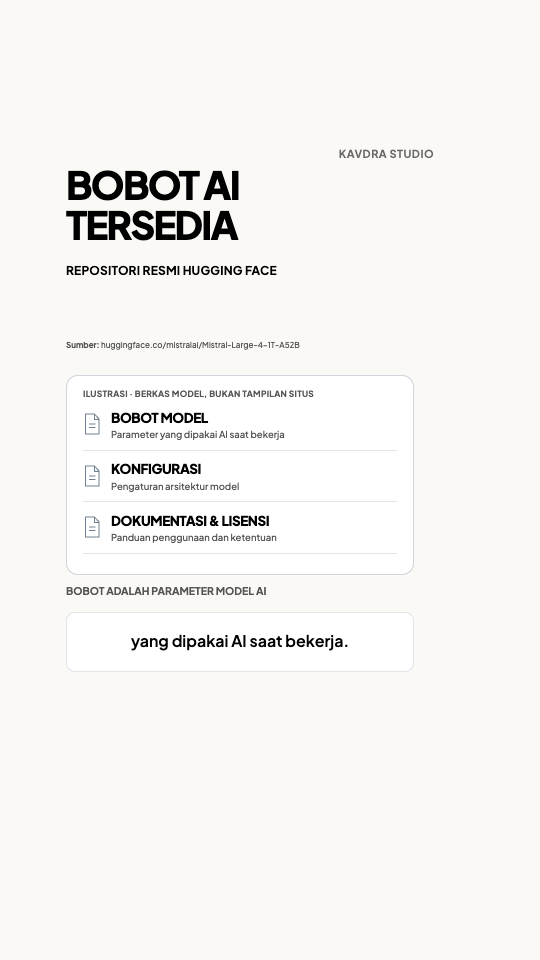 KAVDRA STUDIO
BOBOT AI
TERSEDIA
REPOSITORI RESMI HUGGING FACE
Sumber: huggingface.co/mistralai/Mistral-Large-4-1T-A52B
ILUSTRASI · BERKAS MODEL, BUKAN TAMPILAN SITUS
BOBOT MODEL
Parameter yang dipakai AI saat bekerja
KONFIGURASI
Pengaturan arsitektur model
DOKUMENTASI & LISENSI
Panduan penggunaan dan ketentuan
BOBOT ADALAH PARAMETER MODEL AI
yang dipakai AI saat bekerja.